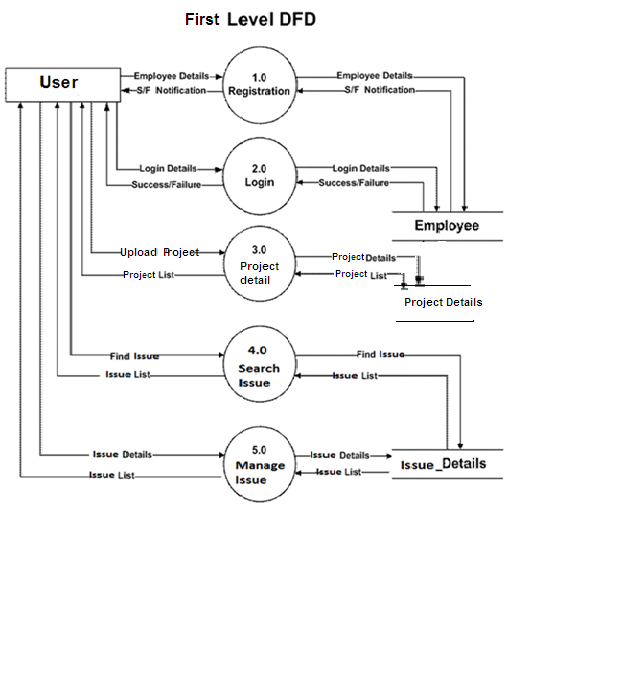 First Level DFD
User
Employee Details
S/F Notification
1.0
Registration
Employee Details
S/F Notification
Login Details
Success/Failure
2.0
Login
Login Details
Success/Failure
Employee
Upload Project
Project List
3.0
Project
detail
Project Details
Project List
Project Details
Find Issue
Issue List
4.0
Search
Issue
Find Issue
Issue List
Issue Details
Issue List
5.0
Manage
Issue
Issue Details
Issue List
Issue_Details